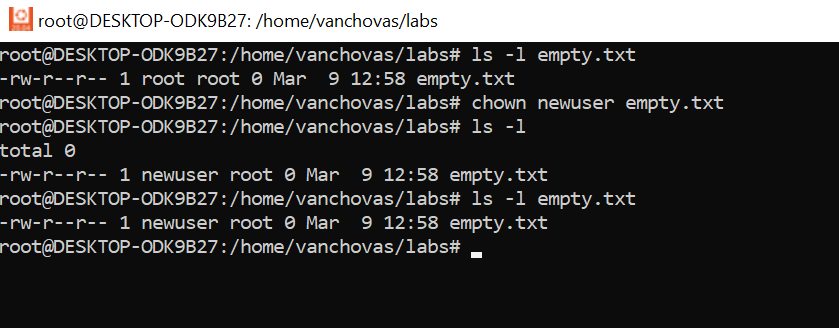 root@DESKTOP-ODK9B27: /home/vanchovas/labs
root@DESKTOP-ODK9B27:/home/vanchovas/labs# ls -l empty.txt
-rw-r--r-- 1 root root 0 Mar  9 12:58 empty.txt
root@DESKTOP-ODK9B27:/home/vanchovas/labs# chown newuser empty.txt
root@DESKTOP-ODK9B27:/home/vanchovas/labs# ls -l
total 0
-rw-r--r-- 1 newuser root 0 Mar  9 12:58 empty.txt
root@DESKTOP-ODK9B27:/home/vanchovas/labs# ls -l empty.txt
-rw-r--r-- 1 newuser root 0 Mar  9 12:58 empty.txt
root@DESKTOP-ODK9B27:/home/vanchovas/labs#